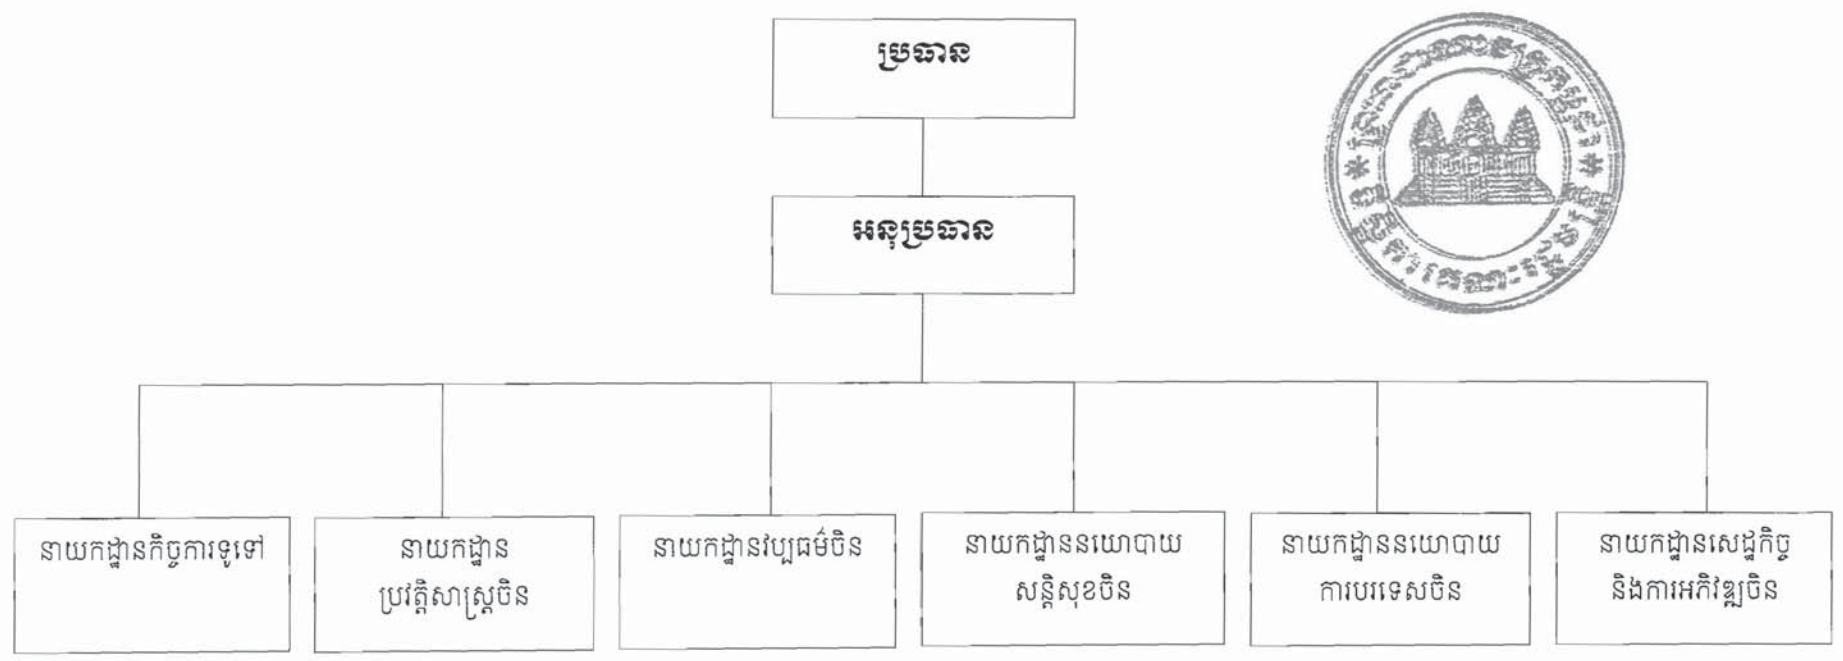 ប្រធាន
អនុប្រធាន
នាយកដ្ឋានកិច្ចការទូទៅ
នាយកដ្ឋាន
ប្រវត្តិសាស្ត្រចិន
នាយកដ្ឋានវប្បធម៌ចិន
នាយកដ្ឋាននយោបាយ
សន្តិសុខចិន
នាយកដ្ឋាននយោបាយ
ការបរទេសចិន
នាយកដ្ឋានសេដ្ឋកិច្ច
និងការអភិវឌ្ឍចិន